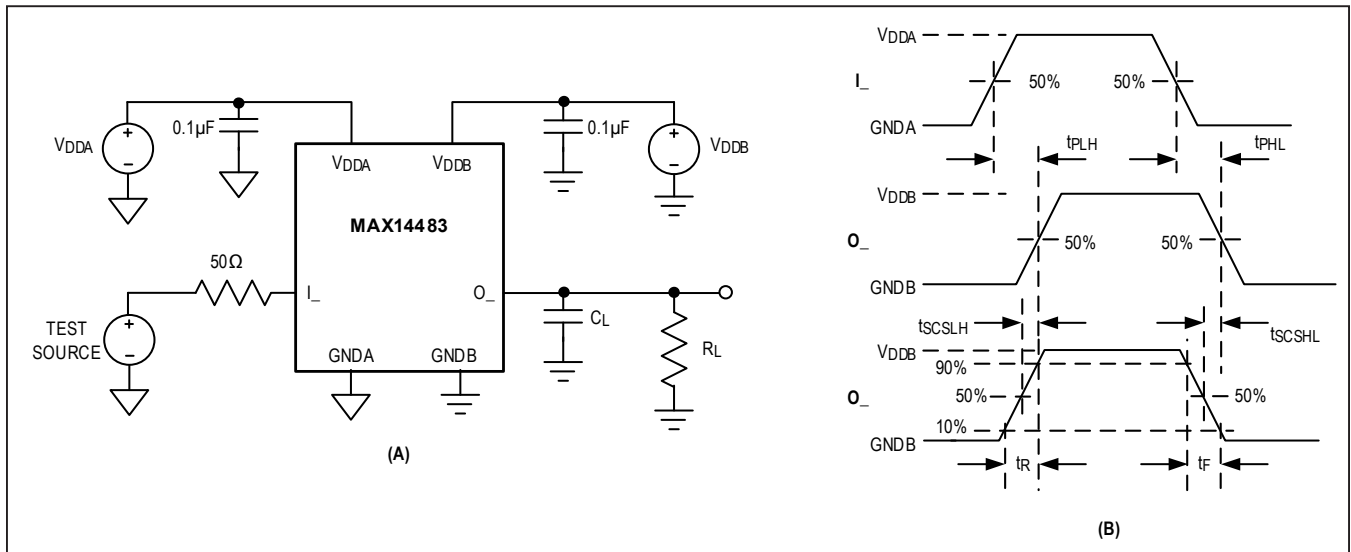 VDDA
+
-
0.1µF
0.1µF
+
-
VDDB
VDDA
VDDB
MAX14483
50Ω
I_
O_
TEST
SOURCE
+
-
GNDA
GNDB
CL
RL
(A)
VDDA
I_
50%
50%
GNDA
tPLH
tPHL
VDDB
O_
50%
50%
GNDB
tSCSLH
tSCSHL
VDDB
90%
O_
50%
50%
10%
GNDB
tR
tF
(B)